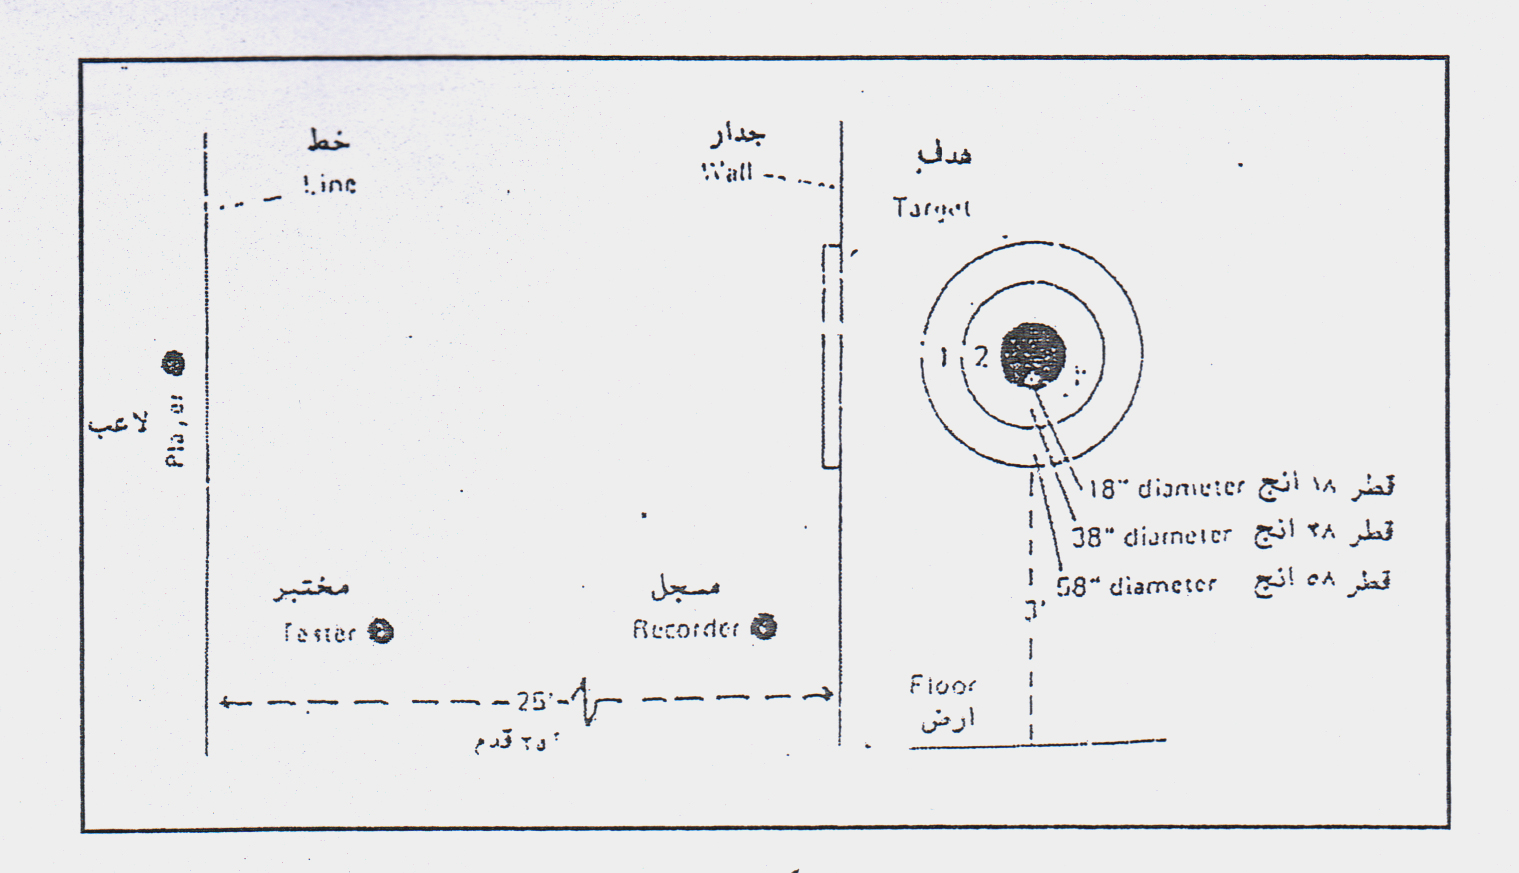 خط
Line
جدار
Wall
هدف
Target
1 2
لاعب
Player
18" diameter قطر ١٨ انج
38" diameter قطر ٣٨ انج
58" diameter قطر ٥٨ انج
3'
مختبر
Tester
مسجل
Recorder
25'
٢٥ قدم
Floor
ارض